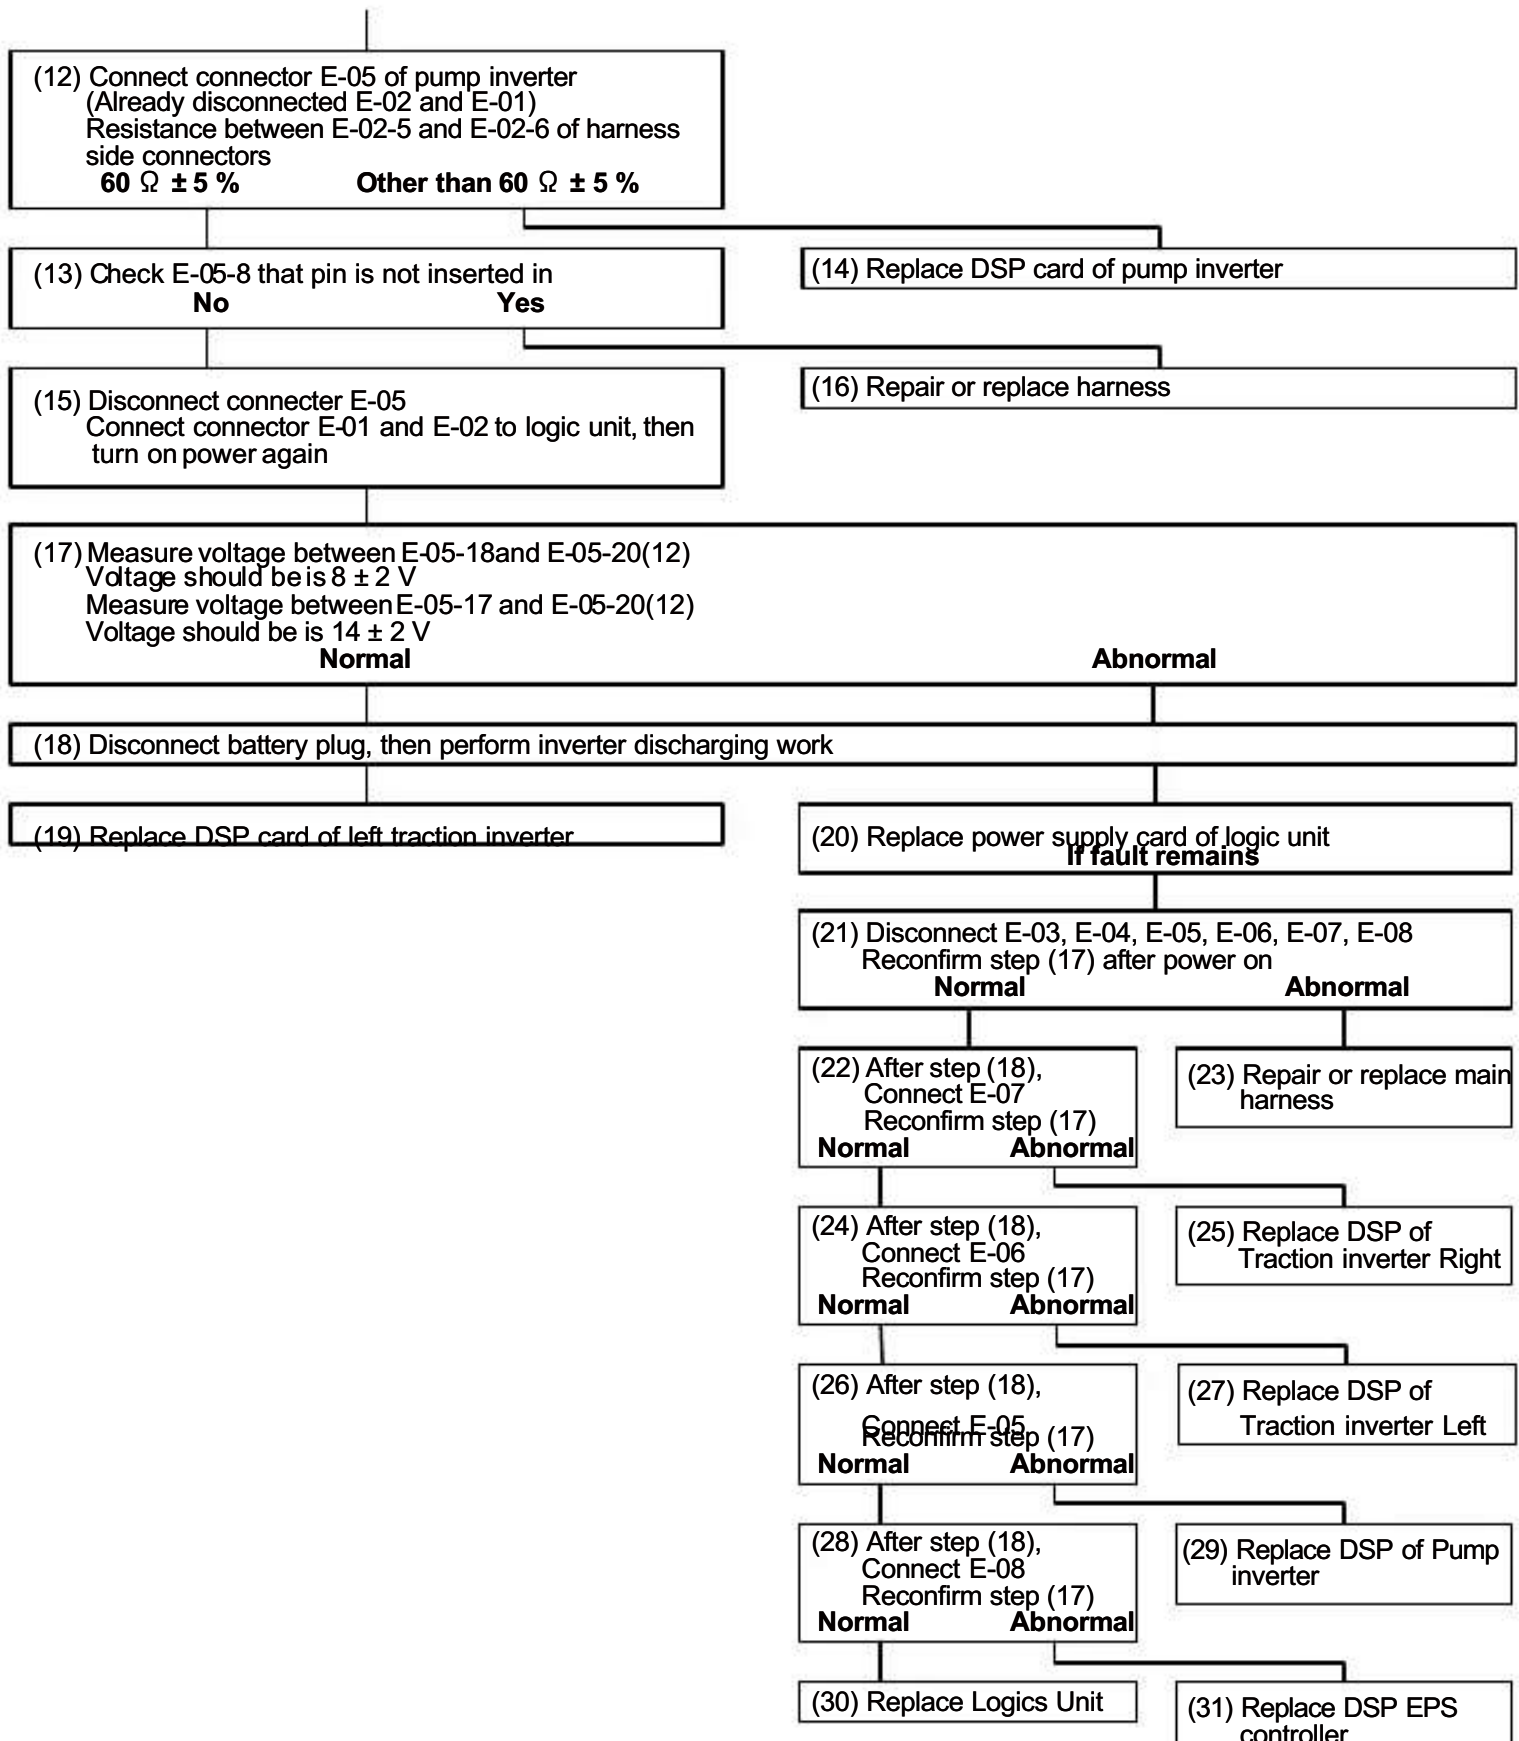 (12) Connect connector E-05 of pump inverter
(Already disconnected E-02 and E-01)
Resistance between E-02-5 and E-02-6 of harness
side connectors
60 Ω ± 5 % Other than 60 Ω ± 5 %
(13) Check E-05-8 that pin is not inserted in
No Yes
(14) Replace DSP card of pump inverter
(15) Disconnect connecter E-05
Connect connector E-01 and E-02 to logic unit, then
turn on power again
(16) Repair or replace harness
(17) Measure voltage between E-05-18and E-05-20(12)
Voltage should be is 8 ± 2 V
Measure voltage between E-05-17 and E-05-20(12)
Voltage should be is 14 ± 2 V
Normal Abnormal
(18) Disconnect battery plug, then perform inverter discharging work
(19) Replace DSP card of left traction inverter
(20) Replace power supply card of logic unit
If fault remains
(21) Disconnect E-03, E-04, E-05, E-06, E-07, E-08
Reconfirm step (17) after power on
Normal Abnormal
(22) After step (18),
Connect E-07
Reconfirm step (17)
Normal Abnormal
(23) Repair or replace main
harness
(24) After step (18),
Connect E-06
Reconfirm step (17)
Normal Abnormal
(25) Replace DSP of
Traction inverter Right
(26) After step (18),
Connect E-05
Reconfirm step (17)
Normal Abnormal
(27) Replace DSP of
Traction inverter Left
(28) After step (18),
Connect E-08
Reconfirm step (17)
Normal Abnormal
(29) Replace DSP of Pump
inverter
(30) Replace Logics Unit
(31) Replace DSP EPS
controller